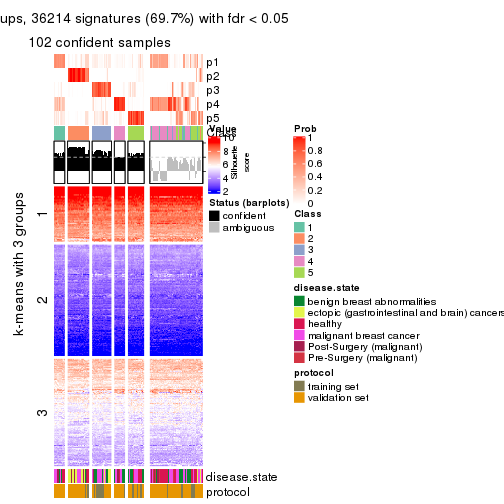 ups, 36214 signatures (69.7%) with fdr < 0.05
102 confident samples
p1
p2
p3
p4
p5
Class
Silhouette
score
Value
10
8
6
4
2
Status (barplots)
confident
ambiguous
Prob
1
0.8
0.6
0.4
0.2
0
Class
1
2
3
4
5
disease.state
benign breast abnormalities
ectopic (gastrointestinal and brain) cancers
healthy
malignant breast cancer
Post-Surgery (malignant)
Pre-Surgery (malignant)
protocol
training set
validation set
k-means with 3 groups
1
2
3
disease.state
protocol